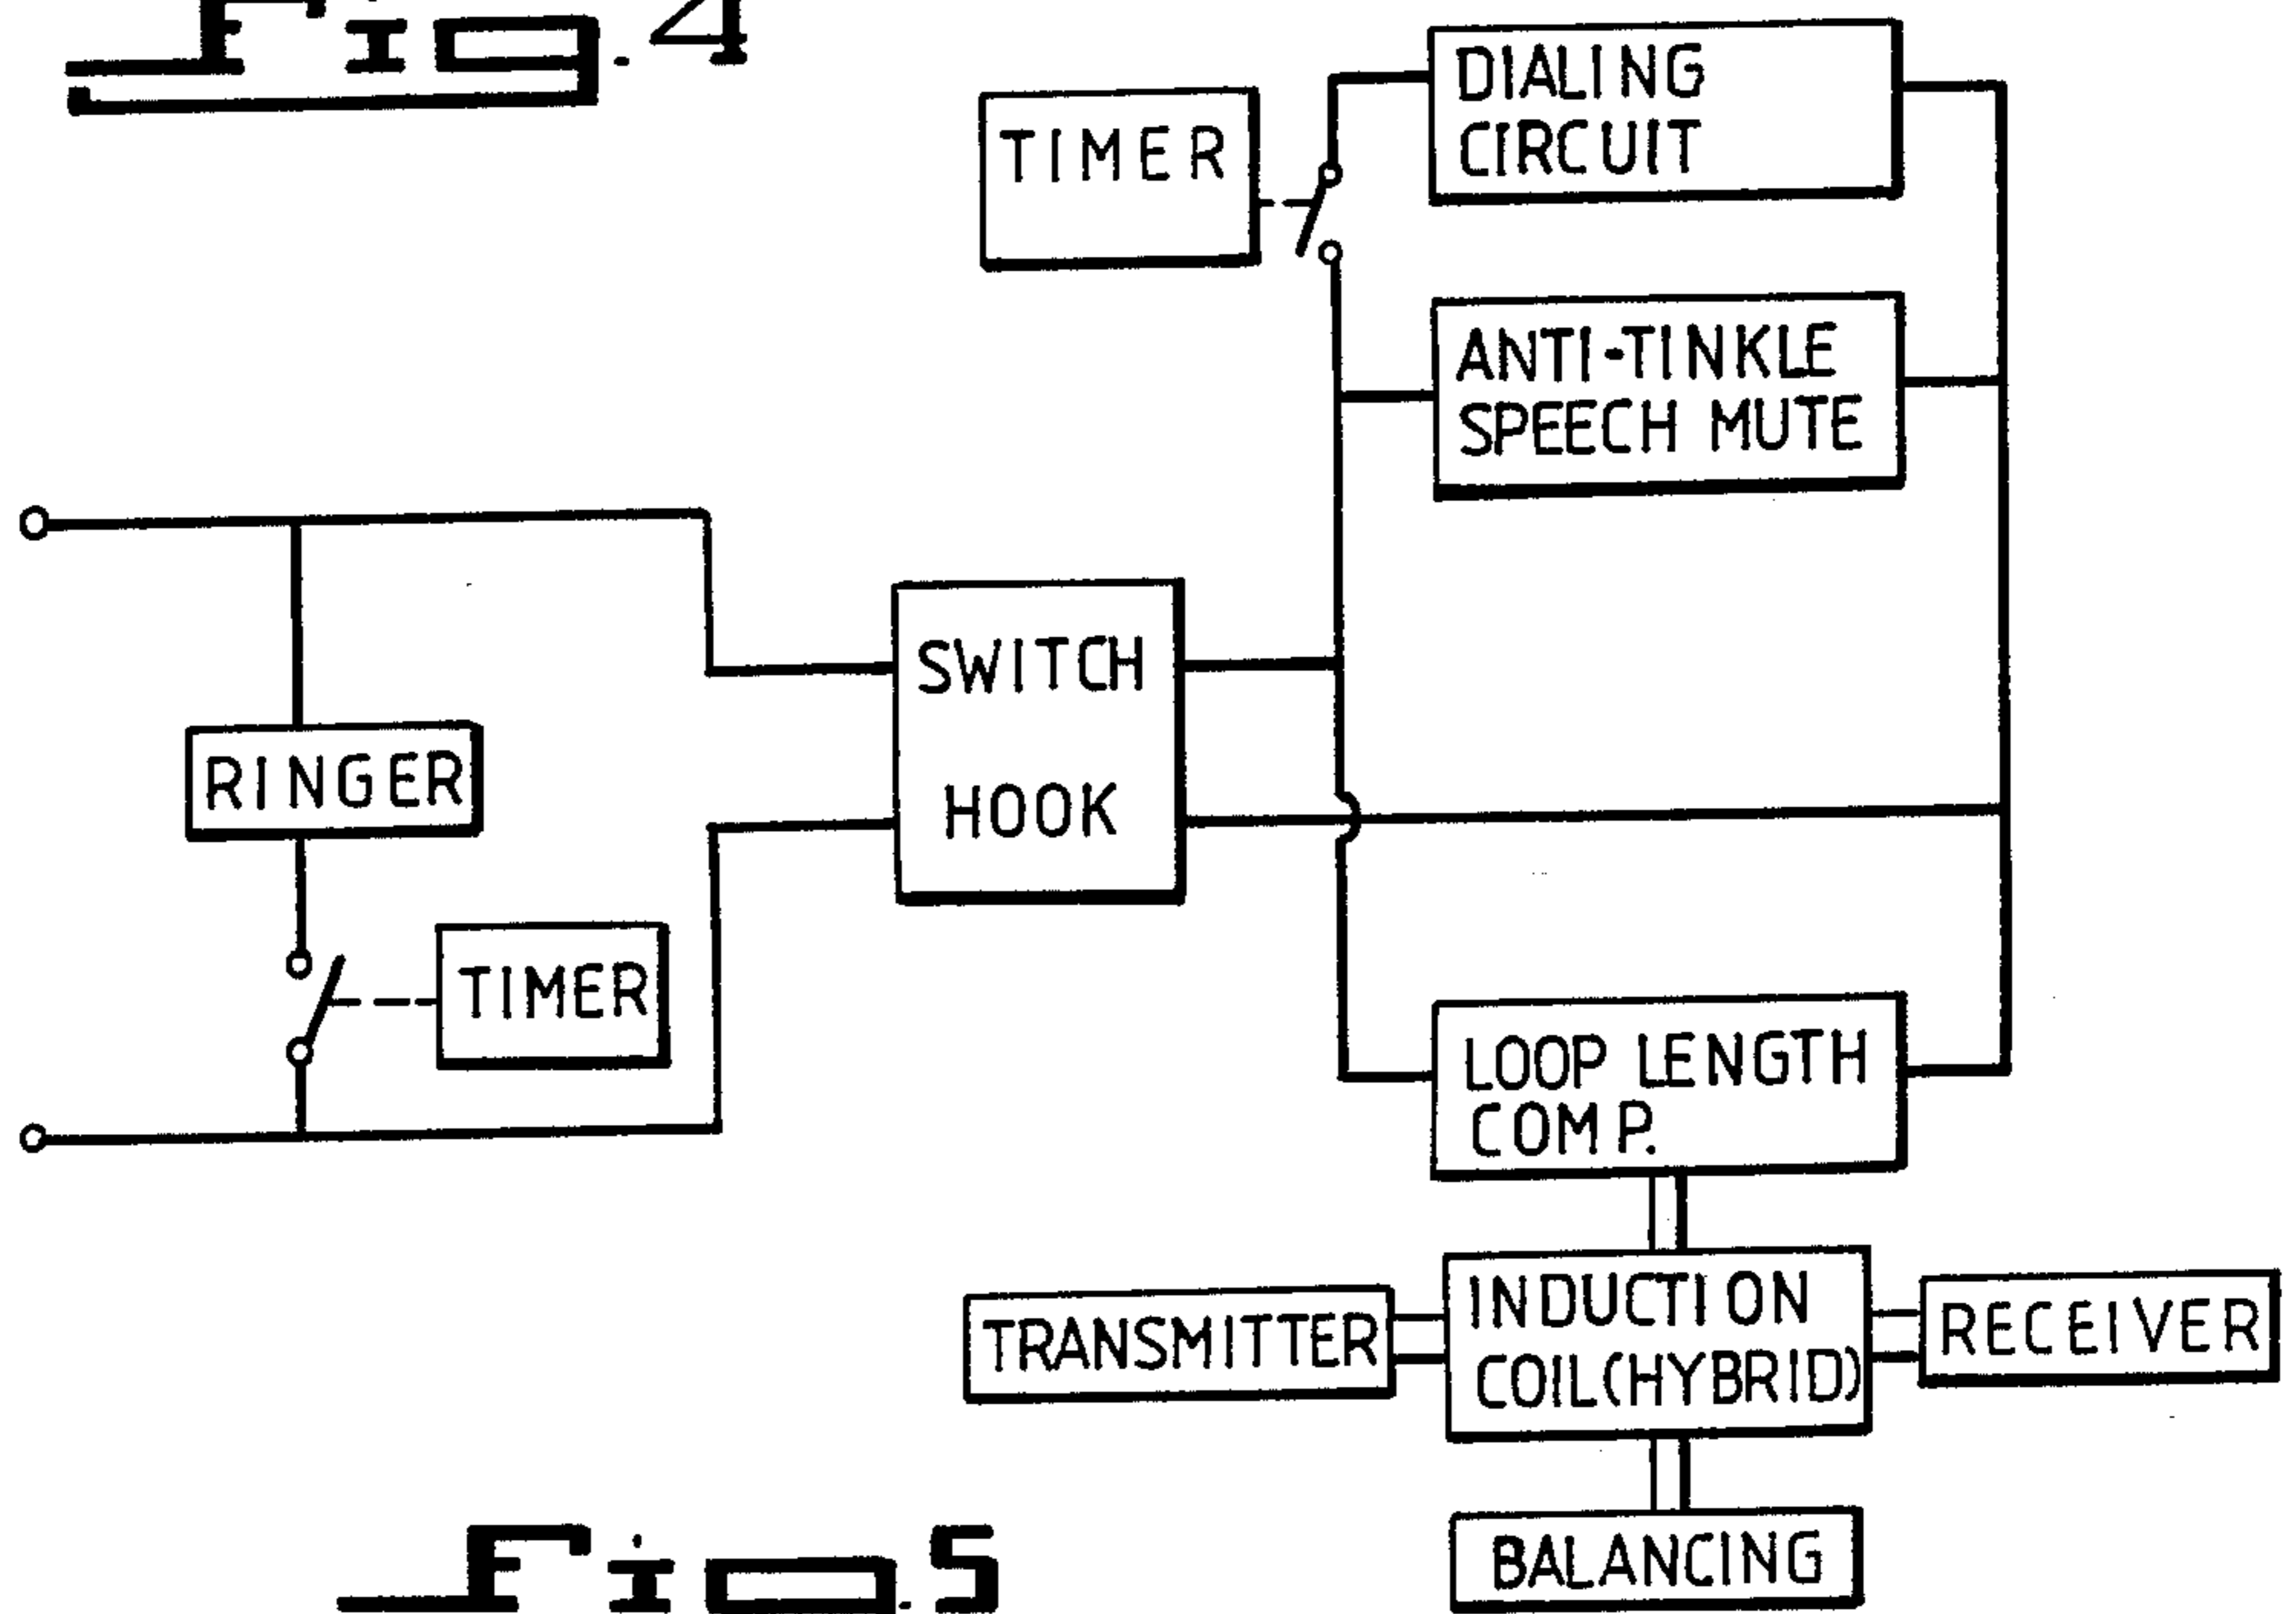 Fig. 4
DIALING
CIRCUIT
TIMER
ANTI-TINKLE
SPEECH MUTE
SWITCH
HOOK
RINGER
TIMER
LOOP LENGTH
COMP.
INDUCTION
COIL(HYBRID)
TRANSMITTER
RECEIVER
BALANCING
Fig. 5